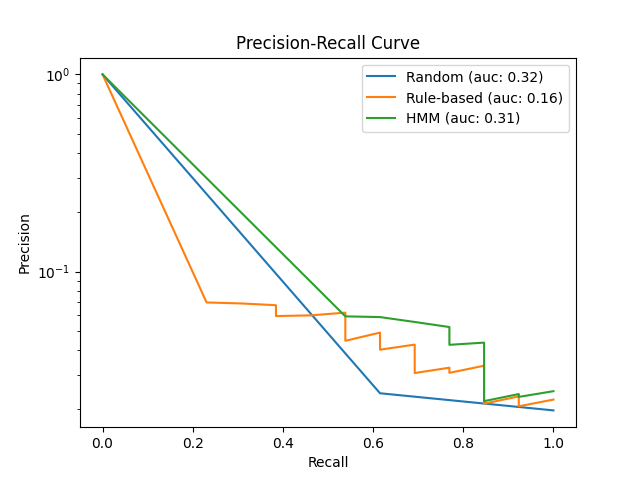 Precision-Recall Curve
Random (auc: 0.32)
Rule-based (auc: 0.16)
HMM (auc: 0.31)
Precision
10⁰
10⁻¹
0.0 0.2 0.4 0.6 0.8 1.0
Recall